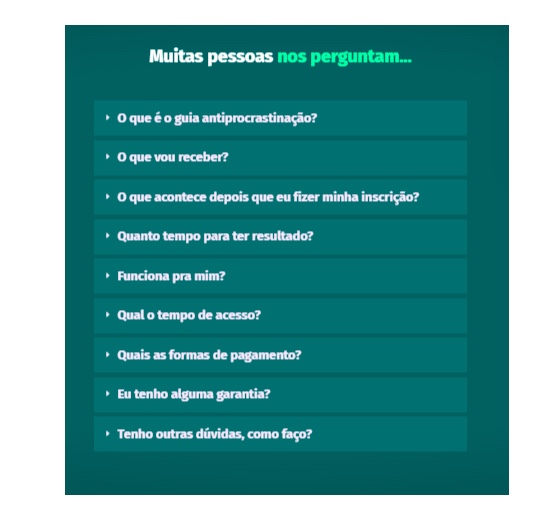 Muitas pessoas nos perguntam...
O que é o guia antiprocrastinação?
O que vou receber?
O que acontece depois que eu fizer minha inscrição?
Quanto tempo para ter resultado?
Funciona pra mim?
Qual o tempo de acesso?
Quais as formas de pagamento?
Eu tenho alguma garantia?
Tenho outras dúvidas, como faço?